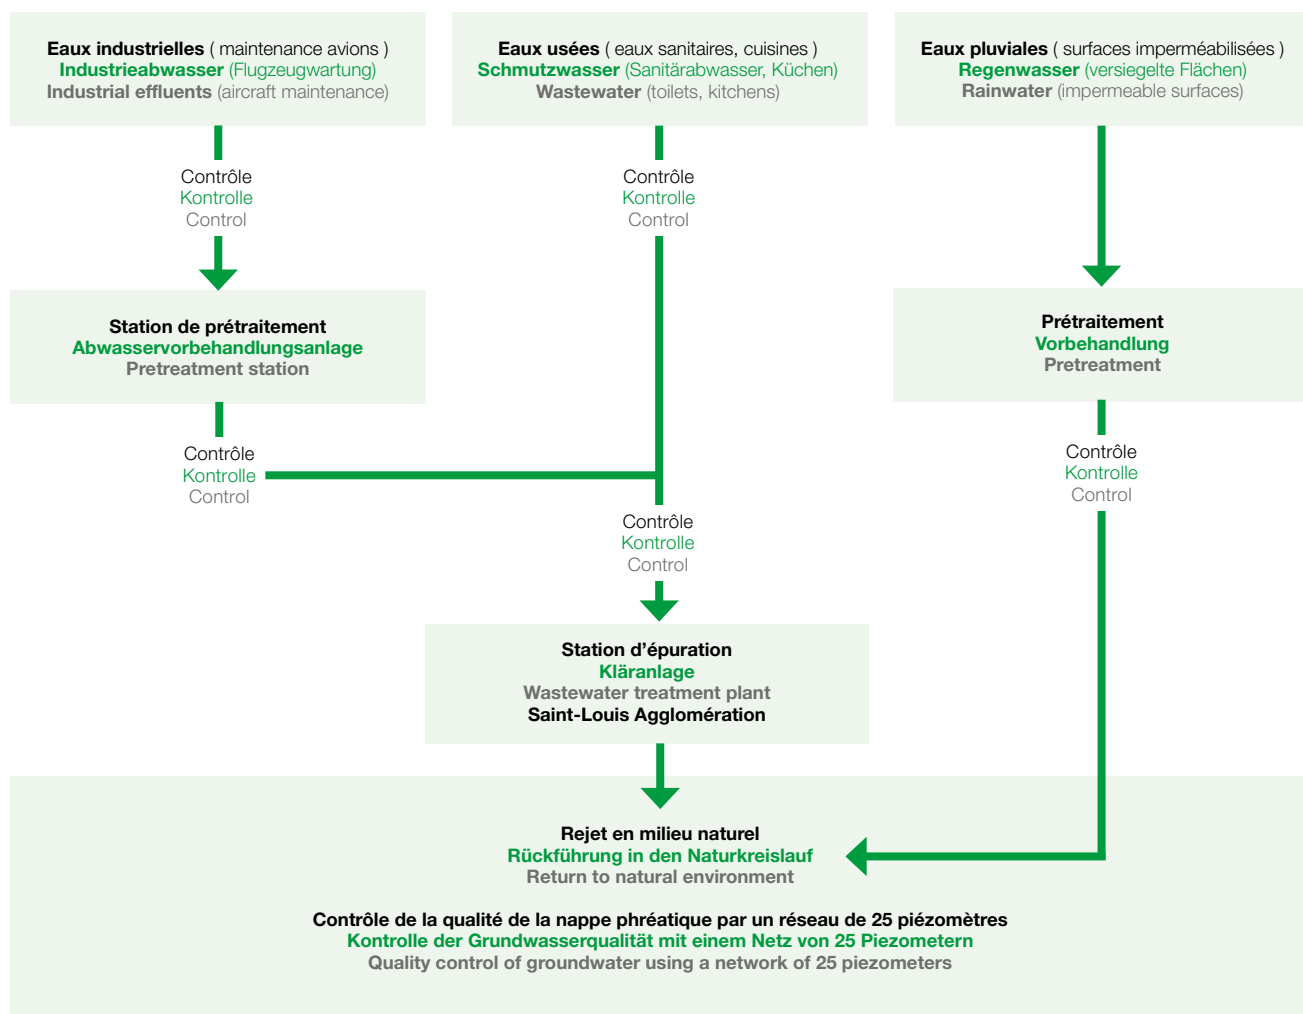 Eaux industrielles ( maintenance avions )
Industrieabwasser (Flugzeugwartung)
Industrial effluents (aircraft maintenance)
Eaux usées ( eaux sanitaires, cuisines )
Schmutzwasser (Sanitärabwasser, Küchen)
Wastewater (toilets, kitchens)
Eaux pluviales ( surfaces imperméabilisées )
Regenwasser (versiegelte Flächen)
Rainwater (impermeable surfaces)
Contrôle
Kontrolle
Control
Contrôle
Kontrolle
Control
Station de prétraitement
Abwasservorbehandlungsanlage
Pretreatment station
Prétraitement
Vorbehandlung
Pretreatment
Contrôle
Kontrolle
Control
Contrôle
Kontrolle
Control
Contrôle
Kontrolle
Control
Station d’épuration
Kläranlage
Wastewater treatment plant
Saint-Louis Agglomération
Rejet en milieu naturel
Rückführung in den Naturkreislauf
Return to natural environment
Contrôle de la qualité de la nappe phréatique par un réseau de 25 piézomètres
Kontrolle der Grundwasserqualität mit einem Netz von 25 Piezometern
Quality control of groundwater using a network of 25 piezometers